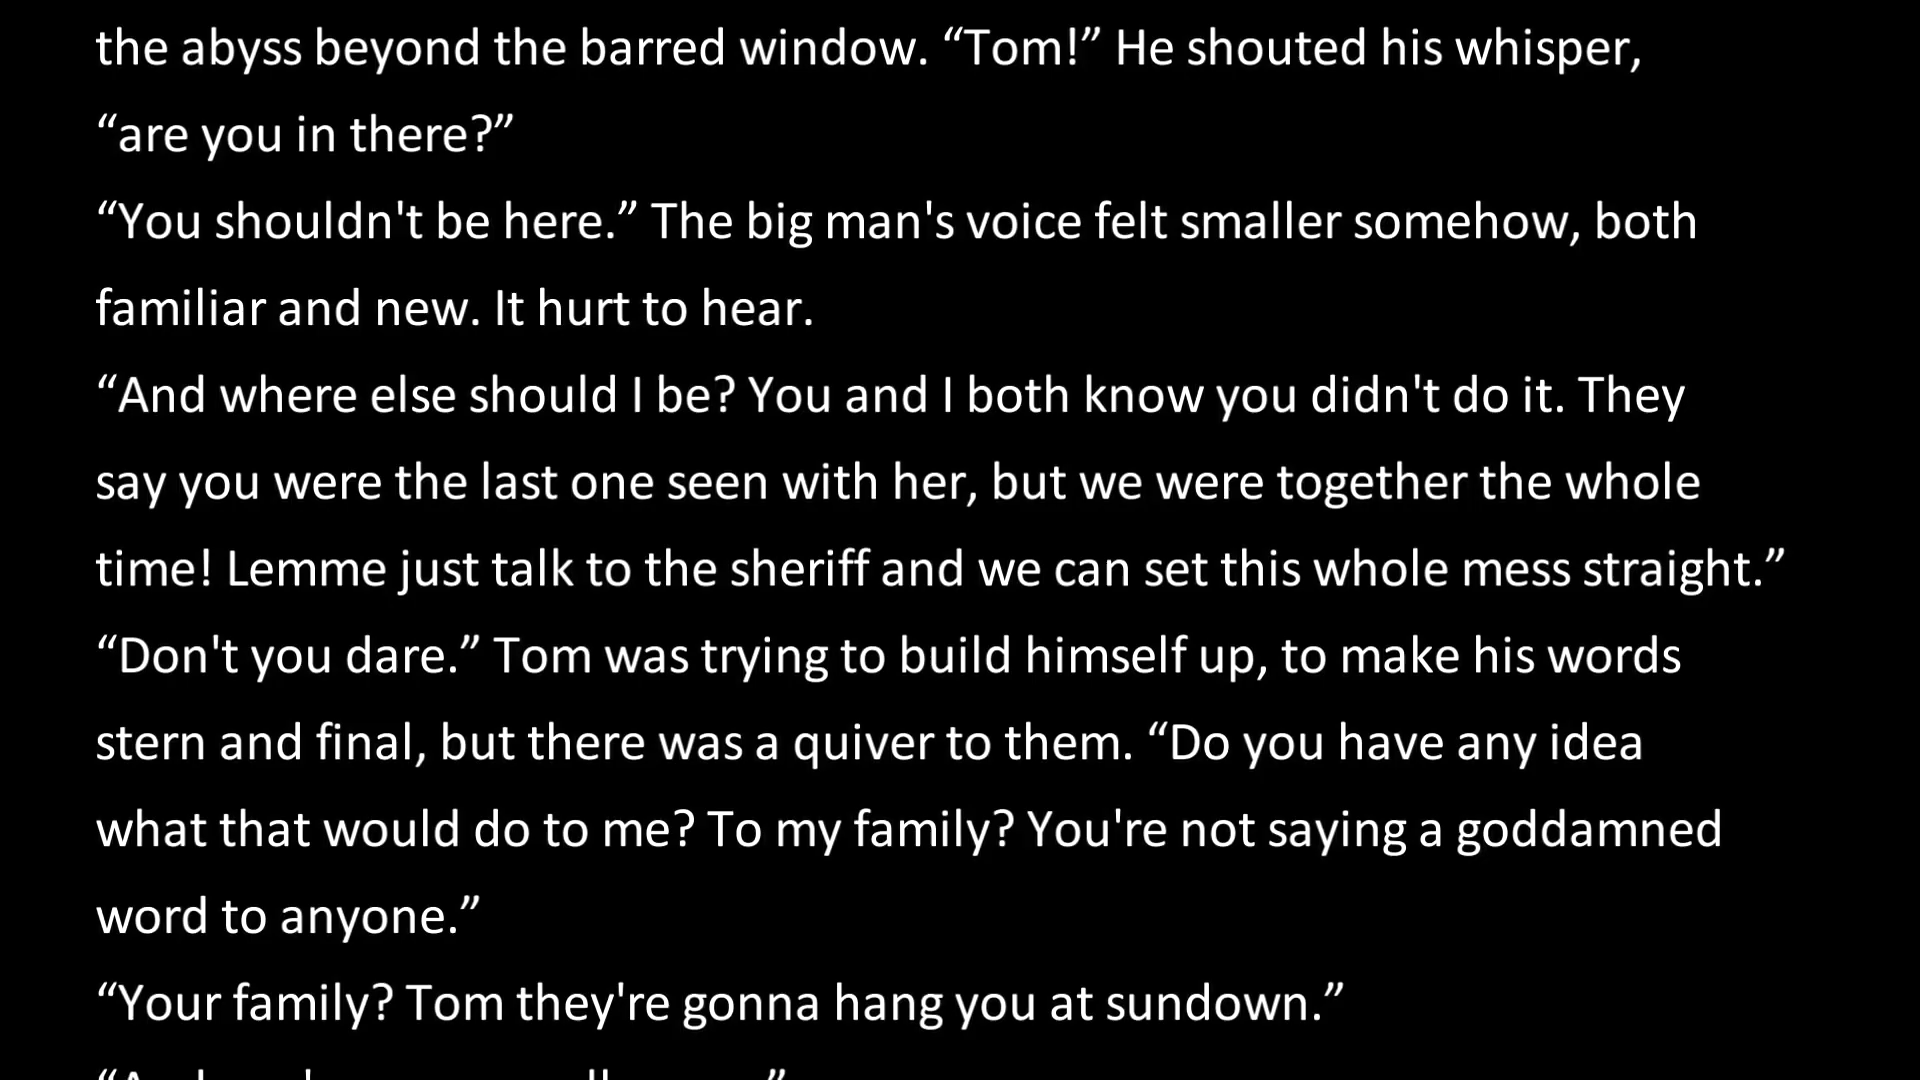 the abyss beyond the barred window. “Tom!” He shouted his whisper,
“are you in there?”
“You shouldn't be here.” The big man's voice felt smaller somehow, both
familiar and new. It hurt to hear.
“And where else should I be? You and I both know you didn't do it. They
say you were the last one seen with her, but we were together the whole
time! Lemme just talk to the sheriff and we can set this whole mess straight.”
“Don't you dare.” Tom was trying to build himself up, to make his words
stern and final, but there was a quiver to them. “Do you have any idea
what that would do to me? To my family? You're not saying a goddamned
word to anyone.”
“Your family? Tom they're gonna hang you at sundown.”